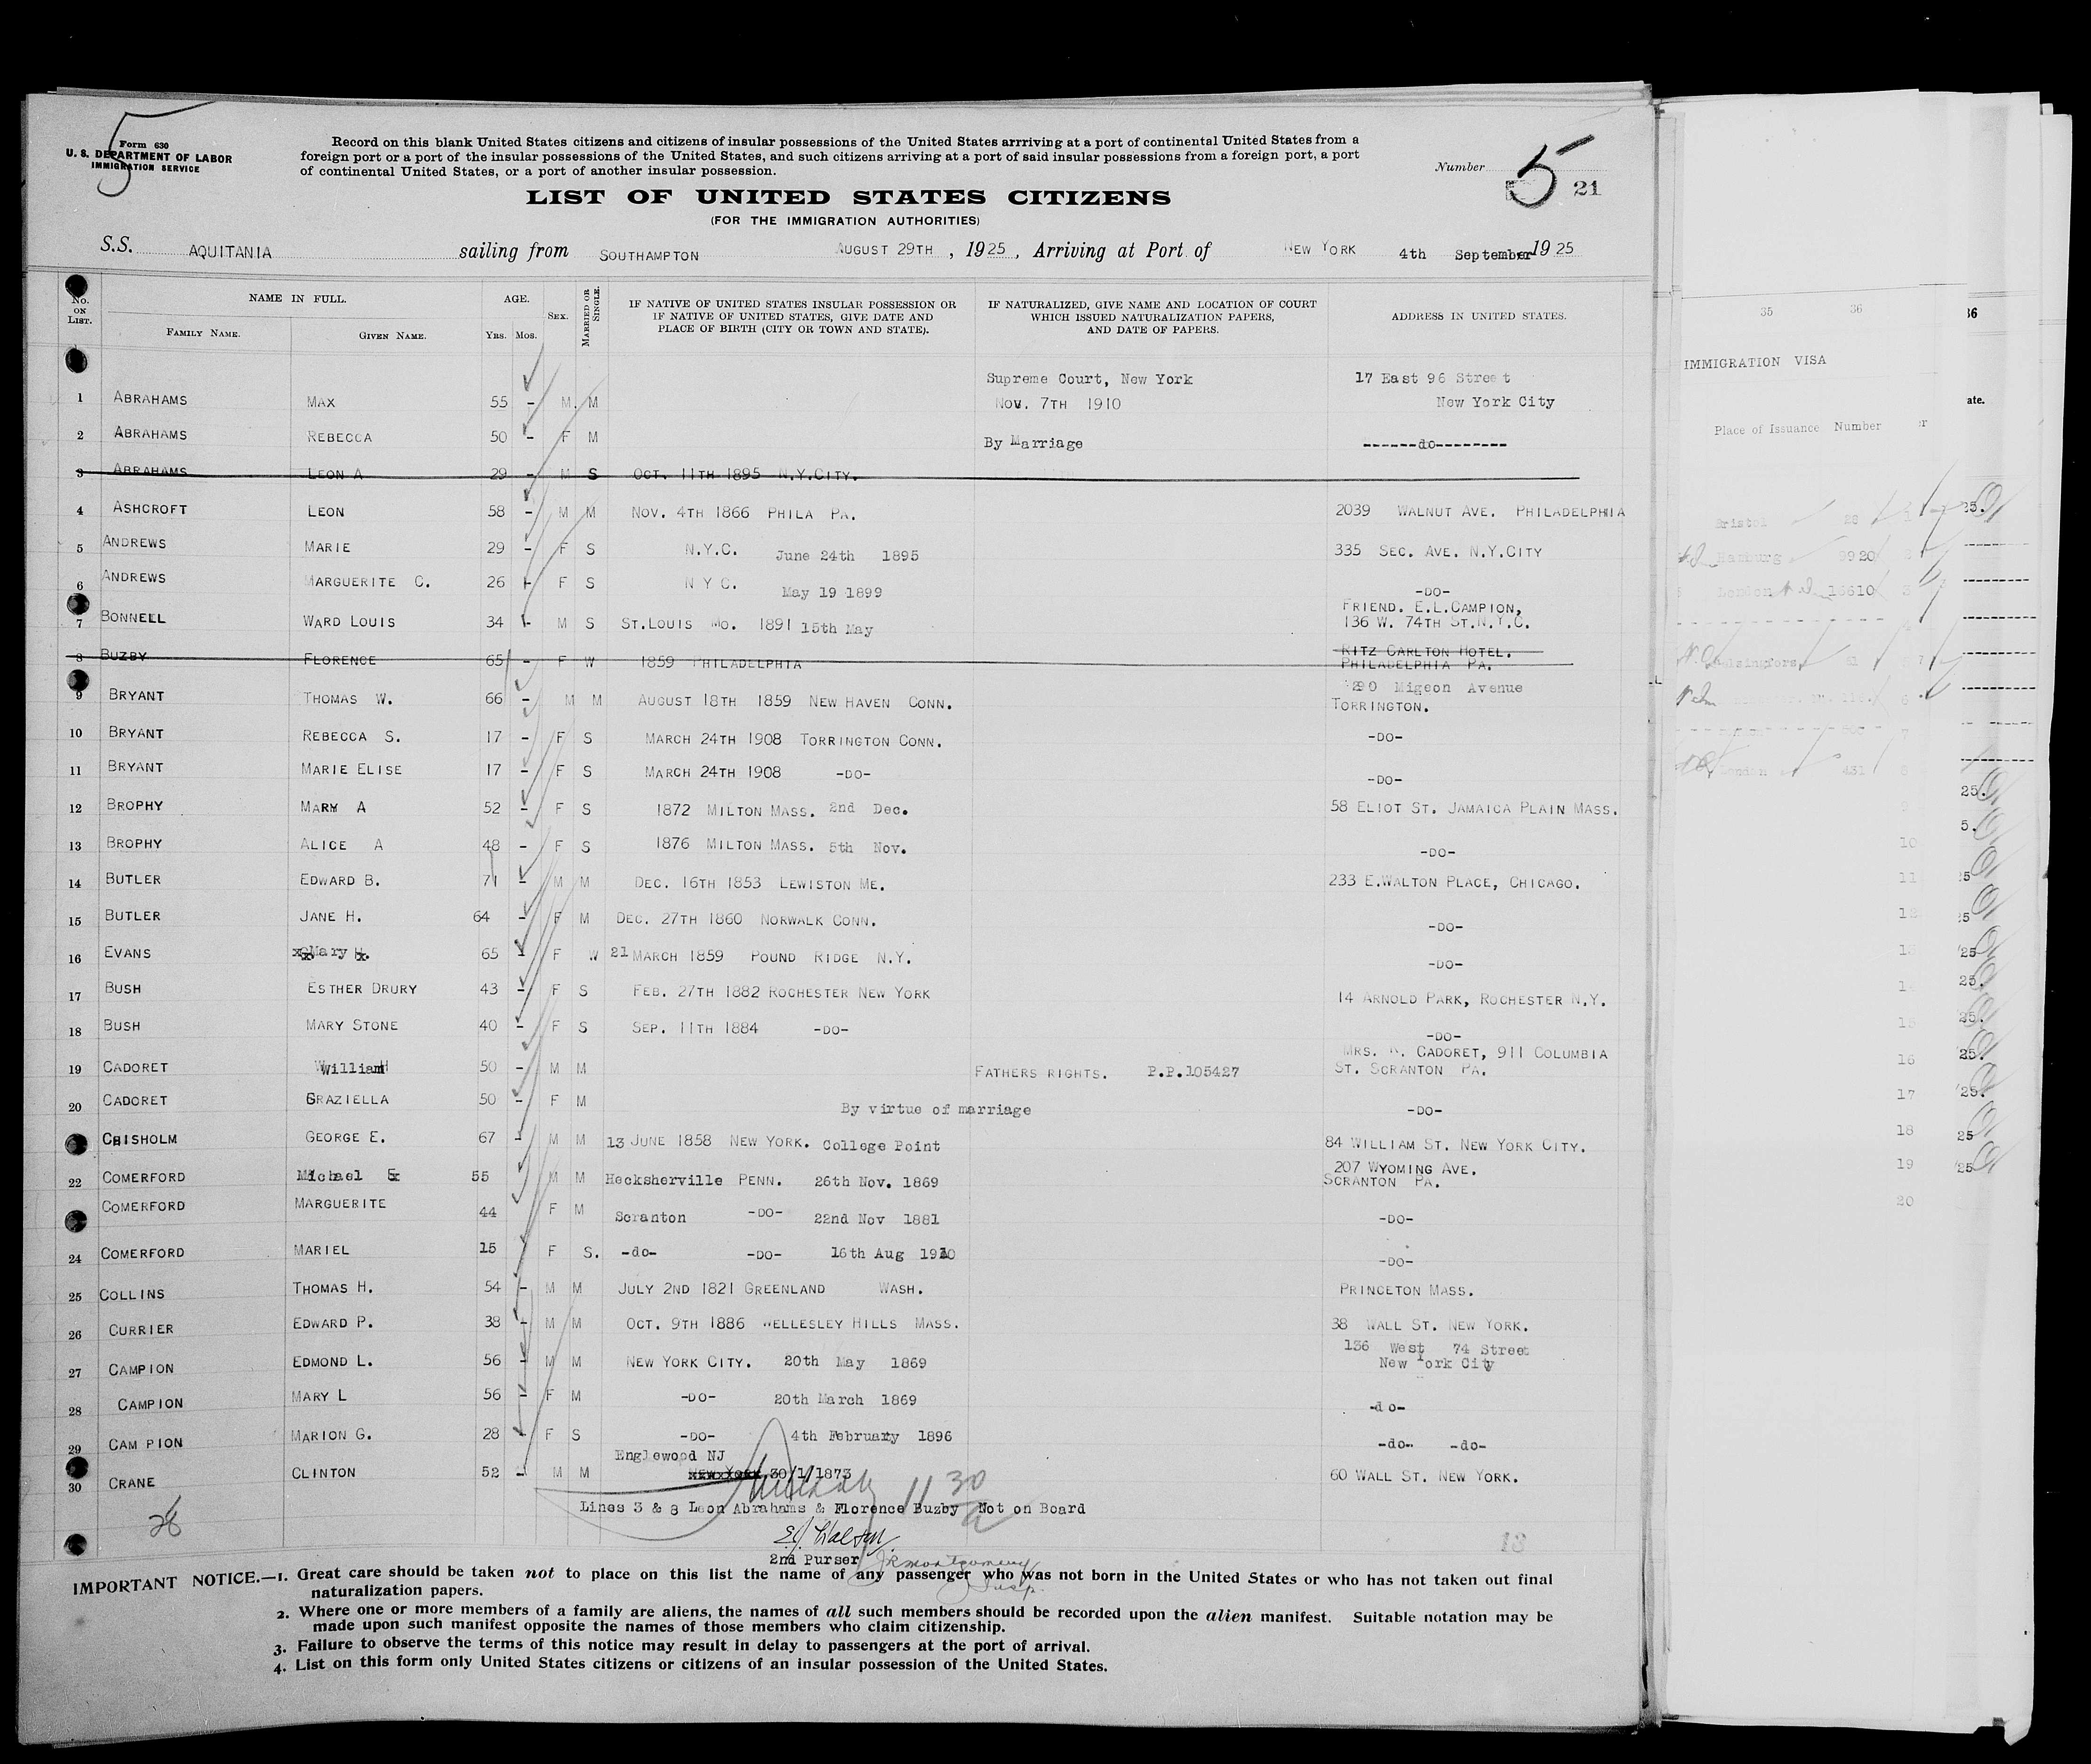 5
Form 630
U. S. DEPARTMENT OF LABOR
IMMIGRATION SERVICE
Record on this blank United States citizens and citizens of insular possessions of the United States arrriving at a port of continental United States from a
foreign port or a port of the insular possessions of the United States, and such citizens arriving at a port of said insular possessions from a foreign port, a port
of continental United States, or a port of another insular possession.
Number 5 21
LIST OF UNITED STATES CITIZENS
(FOR THE IMMIGRATION AUTHORITIES)
S.S. AQUITANIA sailing from SOUTHAMPTON AUGUST 29TH , 1925 , Arriving at Port of NEW YORK 4th September 1925
No. ON LIST. NAME IN FULL. FAMILY NAME. GIVEN NAME. AGE. YRS. MOS. SEX. MARRIED OR SINGLE. IF NATIVE OF UNITED STATES INSULAR POSSESSION OR IF NATIVE OF UNITED STATES, GIVE DATE AND PLACE OF BIRTH (CITY OR TOWN AND STATE). IF NATURALIZED, GIVE NAME AND LOCATION OF COURT WHICH ISSUED NATURALIZATION PAPERS, AND DATE OF PAPERS. ADDRESS IN UNITED STATES.
Supreme Court, New York 17 East 96 Street
1 ABRAHAMS MAX 55 - M. M Nov. 7TH 1910 New York City
2 ABRAHAMS REBECCA 50 - F M By Marriage ------do--------
3 ABRAHAMS LEON A 29 - M S OCT. 11TH 1895 N.Y.CITY.
4 ASHCROFT LEON 58 - M M NOV. 4TH 1866 PHILA PA. 2039 WALNUT AVE. PHILADELPHIA
5 ANDREWS MARIE 29 - F S N.Y.C. June 24th 1895 335 SEC. AVE. N.Y.CITY
6 ANDREWS MARGUERITE C. 26 - F S N Y C. May 19 1899 -DO-
FRIEND. E.L.CAMPION,
7 BONNELL WARD LOUIS 34 - M S ST.LOUIS MO. 1891 15th May 136 W. 74TH ST.N.Y.C.
8 BUZBY FLORENCE 65 - F W 1859 PHILADELPHIA RITZ CARLTON HOTEL. PHILADELPHIA PA.
290 Migeon Avenue
9 BRYANT THOMAS W. 66 - M M AUGUST 18TH 1859 NEW HAVEN CONN. TORRINGTON.
10 BRYANT REBECCA S. 17 - F S MARCH 24TH 1908 TORRINGTON CONN. -DO-
11 BRYANT MARIE ELISE 17 - F S MARCH 24TH 1908 -DO- -DO-
12 BROPHY MARY A 52 - F S 1872 MILTON MASS. 2nd Dec. 58 ELIOT ST. JAMAICA PLAIN MASS.
13 BROPHY ALICE A 48 - F S 1876 MILTON MASS. 5th Nov. -DO-
14 BUTLER EDWARD B. 71 - M M DEC. 16TH 1853 LEWISTON ME. 233 E.WALTON PLACE, CHICAGO.
15 BUTLER JANE H. 64 - F M DEC. 27TH 1860 NORWALK CONN. -DO-
16 EVANS Mary H. 65 - F W 21 MARCH 1859 POUND RIDGE N.Y. -DO-
17 BUSH ESTHER DRURY 43 - F S FEB. 27TH 1882 ROCHESTER NEW YORK 14 ARNOLD PARK, ROCHESTER N.Y.
18 BUSH MARY STONE 40 - F S SEP. 11TH 1884 -DO- -DO-
MRS. CADORET, 911 COLUMBIA
19 CADORET William 50 - M M FATHERS RIGHTS. P.P.105427 ST. SCRANTON PA.
20 CADORET GRAZIELLA 50 - F M By virtue of marriage -DO-
CHISHOLM GEORGE E. 67 - M M 13 JUNE 1858 NEW YORK. College Point 84 WILLIAM ST. NEW YORK CITY.
207 WYOMING AVE.
22 COMERFORD Michael E 55 M M Hecksherville PENN. 26th Nov. 1869 SCRANTON PA.
COMERFORD MARGUERITE 44 F M Scranton -DO- 22nd Nov 1881 -DO-
24 COMERFORD MARIEL 15 F S. -do- -DO- 16th Aug 1910 -DO-
25 COLLINS THOMAS H. 54 - M M JULY 2ND 1821 GREENLAND WASH. PRINCETON MASS.
26 CURRIER EDWARD P. 38 - M M OCT. 9TH 1886 WELLESLEY HILLS MASS. 38 WALL ST. NEW YORK.
136 West 74 Street
27 CAMPION EDMOND L. 56 - M M NEW YORK CITY. 20th May 1869 New York City
28 CAMPION MARY L 56 - F M -DO- 20th March 1869 -do-
29 CAMPION MARION G. 28 - F S -DO- 4th February 1896 -do- -do-
Englewood NJ
30 CRANE CLINTON 52 - M M NEW YORK 30/1/1873 60 WALL ST. NEW YORK.
11 30
Lines 3 & 8 Leon Abrahams & Florence Buzby Not on Board
28
13
2nd Purser
JRMontgomery
Insp.
IMPORTANT NOTICE.—1. Great care should be taken not to place on this list the name of any passenger who was not born in the United States or who has not taken out final
naturalization papers.
2. Where one or more members of a family are aliens, the names of all such members should be recorded upon the alien manifest. Suitable notation may be
made upon such manifest opposite the names of those members who claim citizenship.
3. Failure to observe the terms of this notice may result in delay to passengers at the port of arrival.
4. List on this form only United States citizens or citizens of an insular possession of the United States.
35 36
IMMIGRATION VISA
Place of Issuance Number
Bristol 26
Hamburg 9920
London 16610
London 431
10
11
16
17
18
19
20